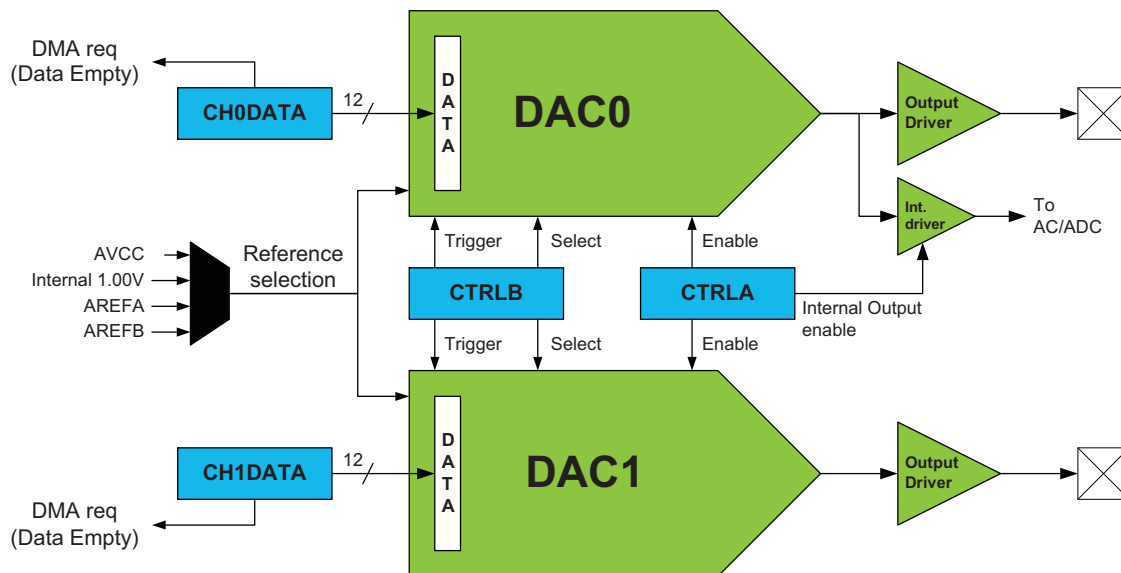 DMA req
(Data Empty)
CH0DATA
12
D
A
T
A
DAC0
Output
Driver
Int.
driver
To
AC/ADC
Trigger
Select
Enable
AVCC
Internal 1.00V
AREFA
AREFB
Reference
selection
CTRLB
CTRLA
Internal Output
enable
Trigger
Select
Enable
CH1DATA
12
D
A
T
A
DAC1
Output
Driver
DMA req
(Data Empty)